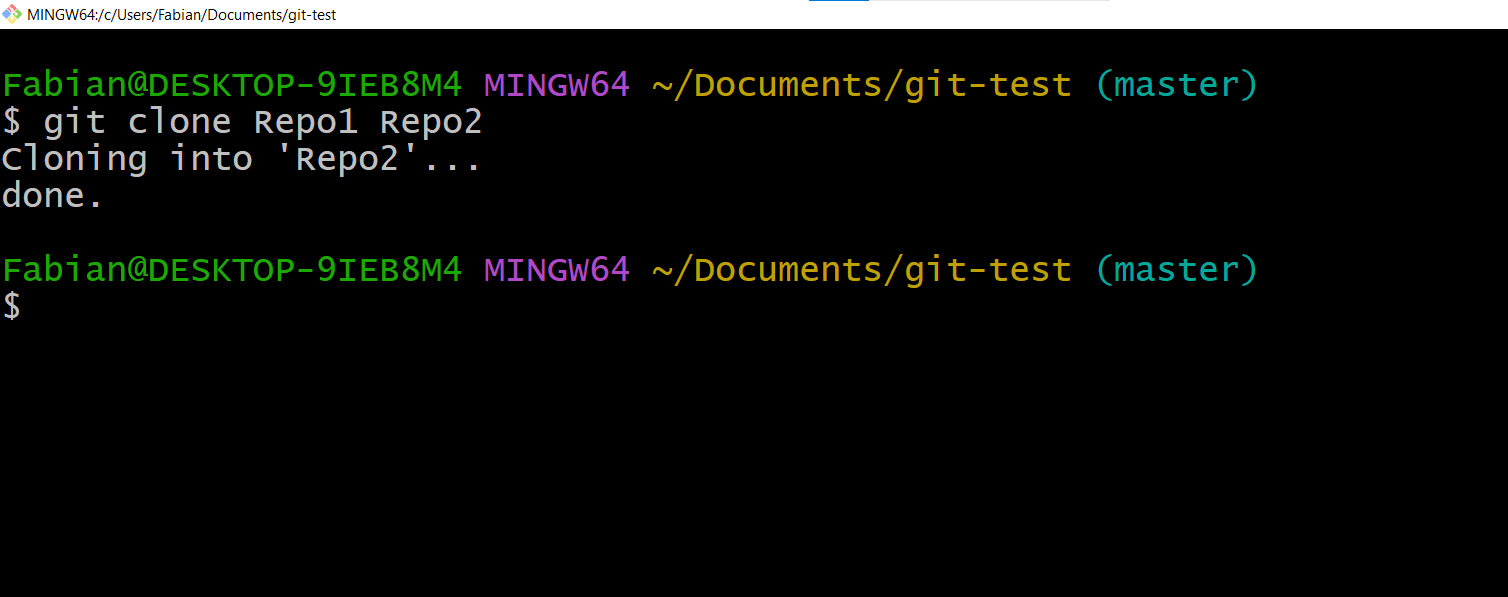 MINGW64:/c/Users/Fabian/Documents/git-test
Fabian@DESKTOP-9IEB8M4 MINGW64 ~/Documents/git-test (master)
$ git clone Repo1 Repo2
Cloning into 'Repo2'...
done.
Fabian@DESKTOP-9IEB8M4 MINGW64 ~/Documents/git-test (master)
$